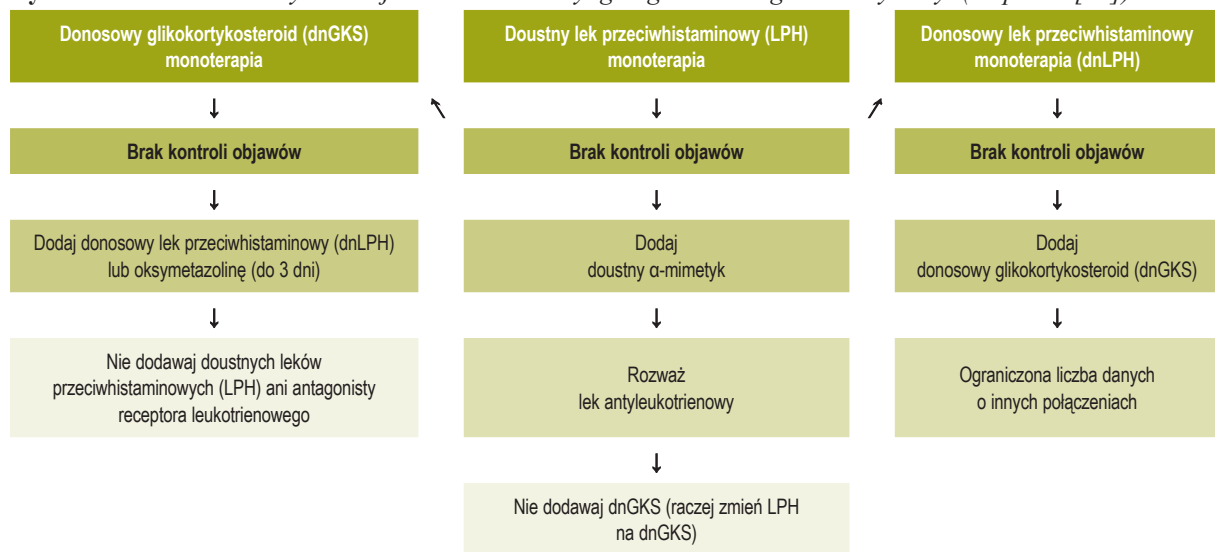 Donosowy glikokortykosteroid (dnGKS)
monoterapia
Brak kontroli objawów
Dodaj donosowy lek przeciwhistaminowy (dnLPH)
lub oksymetazolinę (do 3 dni)
Nie dodawaj doustnych leków
przeciwhistaminowych (LPH) ani antagonisty
receptora leukotrienowego
Doustny lek przeciwhistaminowy (LPH)
monoterapia
Brak kontroli objawów
Dodaj
doustny α-mimetyk
Rozważ
lek antyleukotrienowy
Nie dodawaj dnGKS (raczej zmień LPH
na dnGKS)
Donosowy lek przeciwhistaminowy
monoterapia (dnLPH)
Brak kontroli objawów
Dodaj
donosowy glikokortykosteroid (dnGKS)
Ograniczona liczba danych
o innych połączeniach